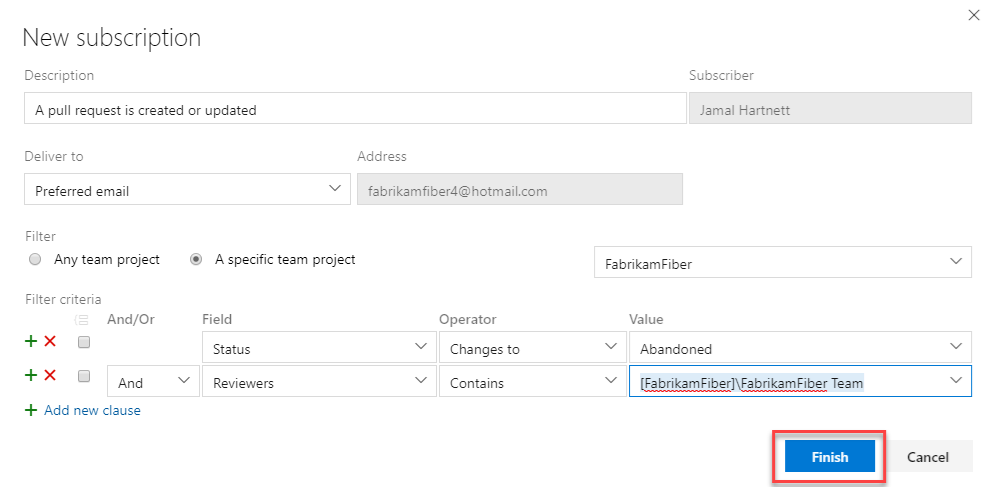 New subscription
Description Subscriber
A pull request is created or updated Jamal Hartnett
Deliver to Address
Preferred email fabrikamfiber4@hotmail.com
Filter
Any team project A specific team project FabrikamFiber
Filter criteria
And/Or Field Operator Value
Status Changes to Abandoned
And Reviewers Contains [FabrikamFiber]\FabrikamFiber Team
Add new clause
Finish Cancel